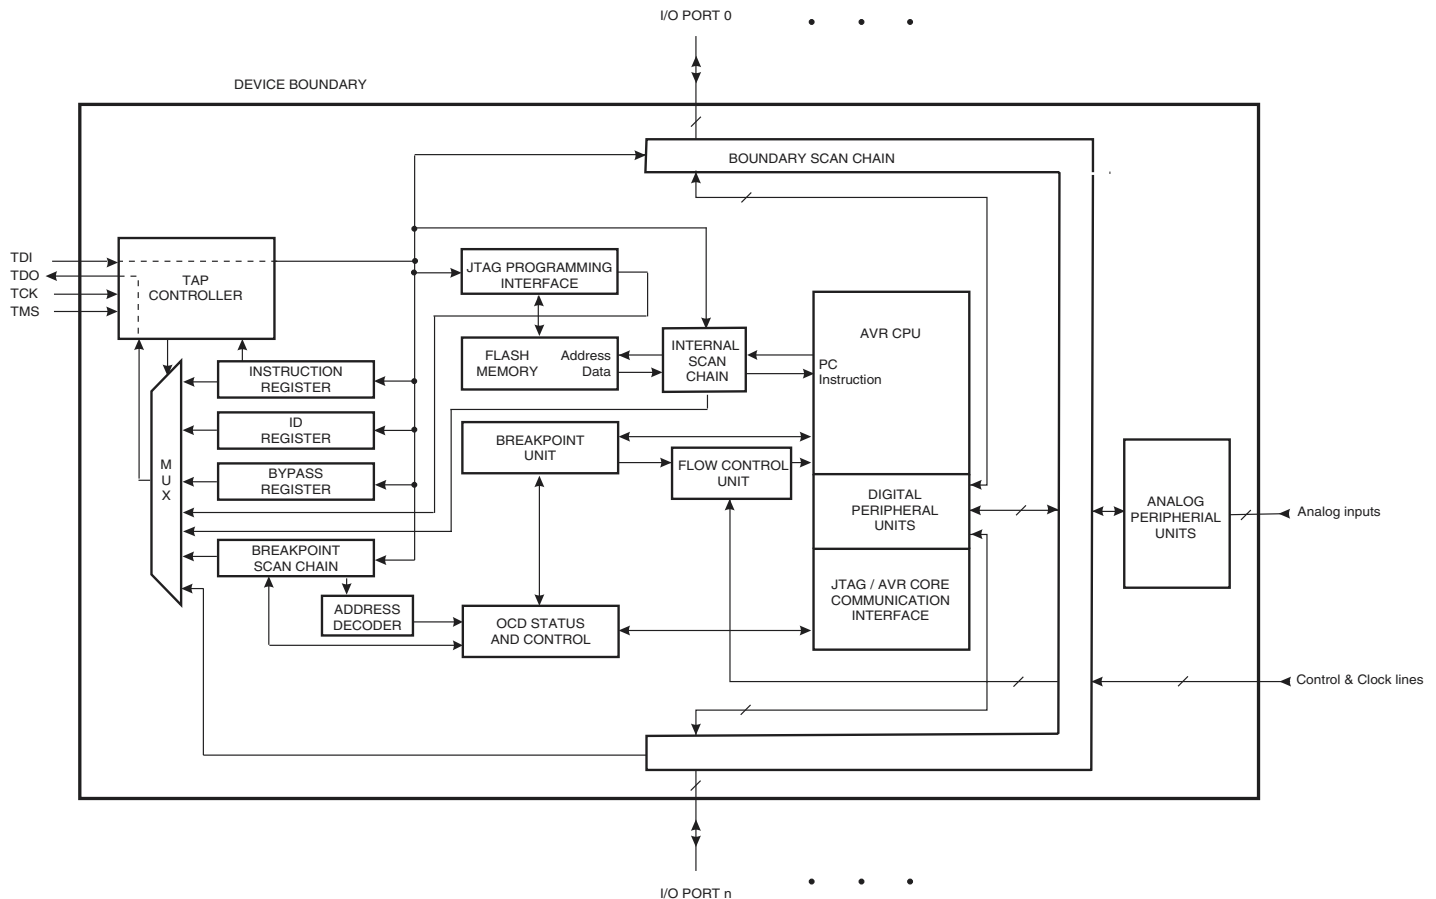 I/O PORT 0
DEVICE BOUNDARY
BOUNDARY SCAN CHAIN
TDI
TDO
TCK
TMS
TAP
CONTROLLER
JTAG PROGRAMMING
INTERFACE
AVR CPU
FLASH
MEMORY
Address
Data
INTERNAL
SCAN
CHAIN
PC
Instruction
INSTRUCTION
REGISTER
ID
REGISTER
BREAKPOINT
UNIT
FLOW CONTROL
UNIT
M
U
X
BYPASS
REGISTER
DIGITAL
PERIPHERAL
UNITS
ANALOG
PERIPHERIAL
UNITS
Analog inputs
BREAKPOINT
SCAN CHAIN
JTAG / AVR CORE
COMMUNICATION
INTERFACE
ADDRESS
DECODER
OCD STATUS
AND CONTROL
Control & Clock lines
I/O PORT n